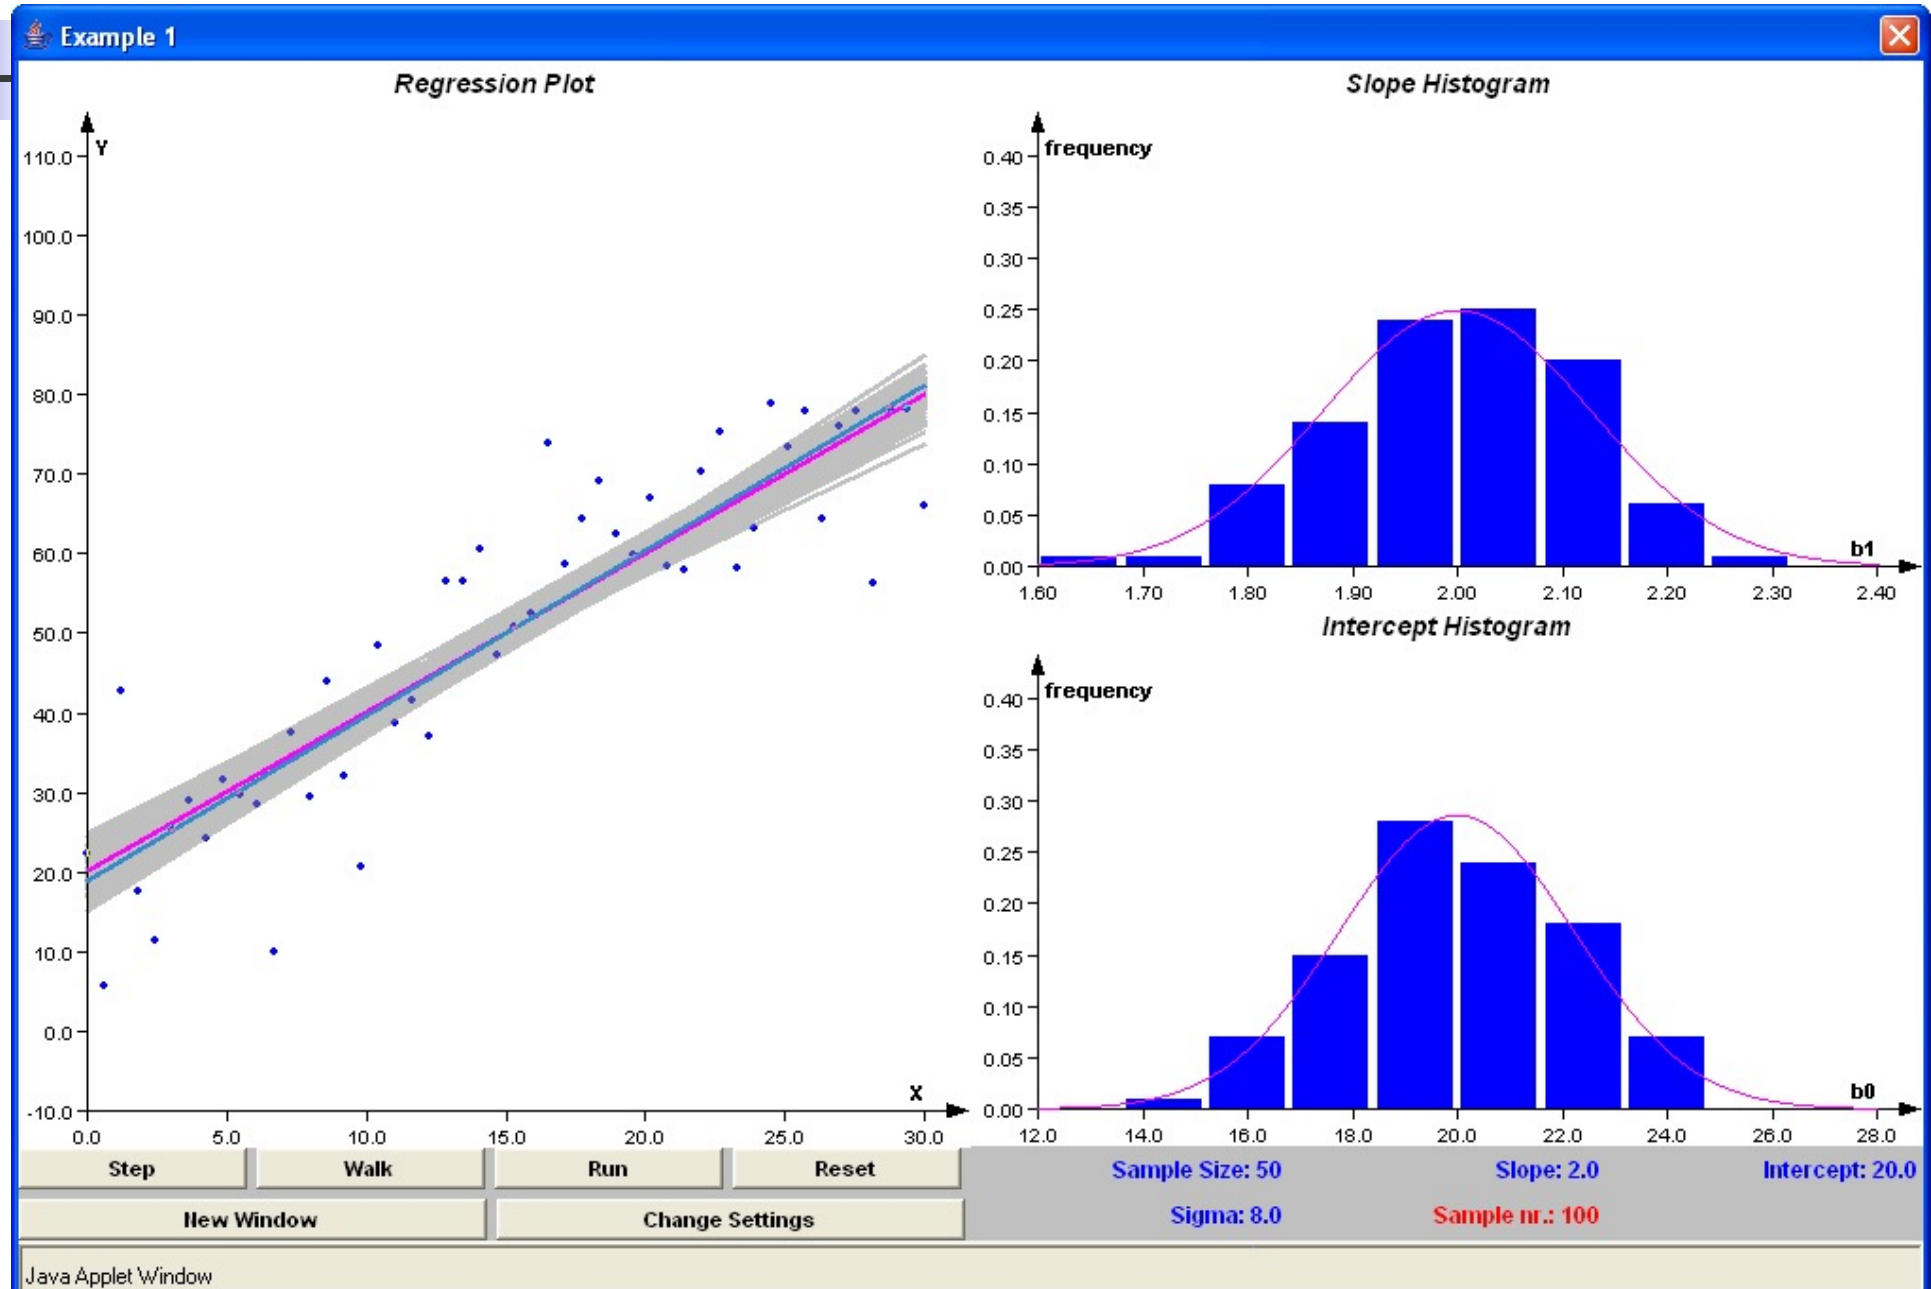 Example 1
Regression Plot
Y
110.0
100.0
90.0
80.0
70.0
60.0
50.0
40.0
30.0
20.0
10.0
0.0
-10.0
X
0.0 5.0 10.0 15.0 20.0 25.0 30.0
Slope Histogram
frequency
0.40
0.35
0.30
0.25
0.20
0.15
0.10
0.05
0.00
b1
1.60 1.70 1.80 1.90 2.00 2.10 2.20 2.30 2.40
Intercept Histogram
frequency
0.40
0.35
0.30
0.25
0.20
0.15
0.10
0.05
0.00
b0
12.0 14.0 16.0 18.0 20.0 22.0 24.0 26.0 28.0
Step Walk Run Reset
New Window Change Settings
Sample Size: 50 Slope: 2.0 Intercept: 20.0
Sigma: 8.0 Sample nr.: 100
Java Applet Window